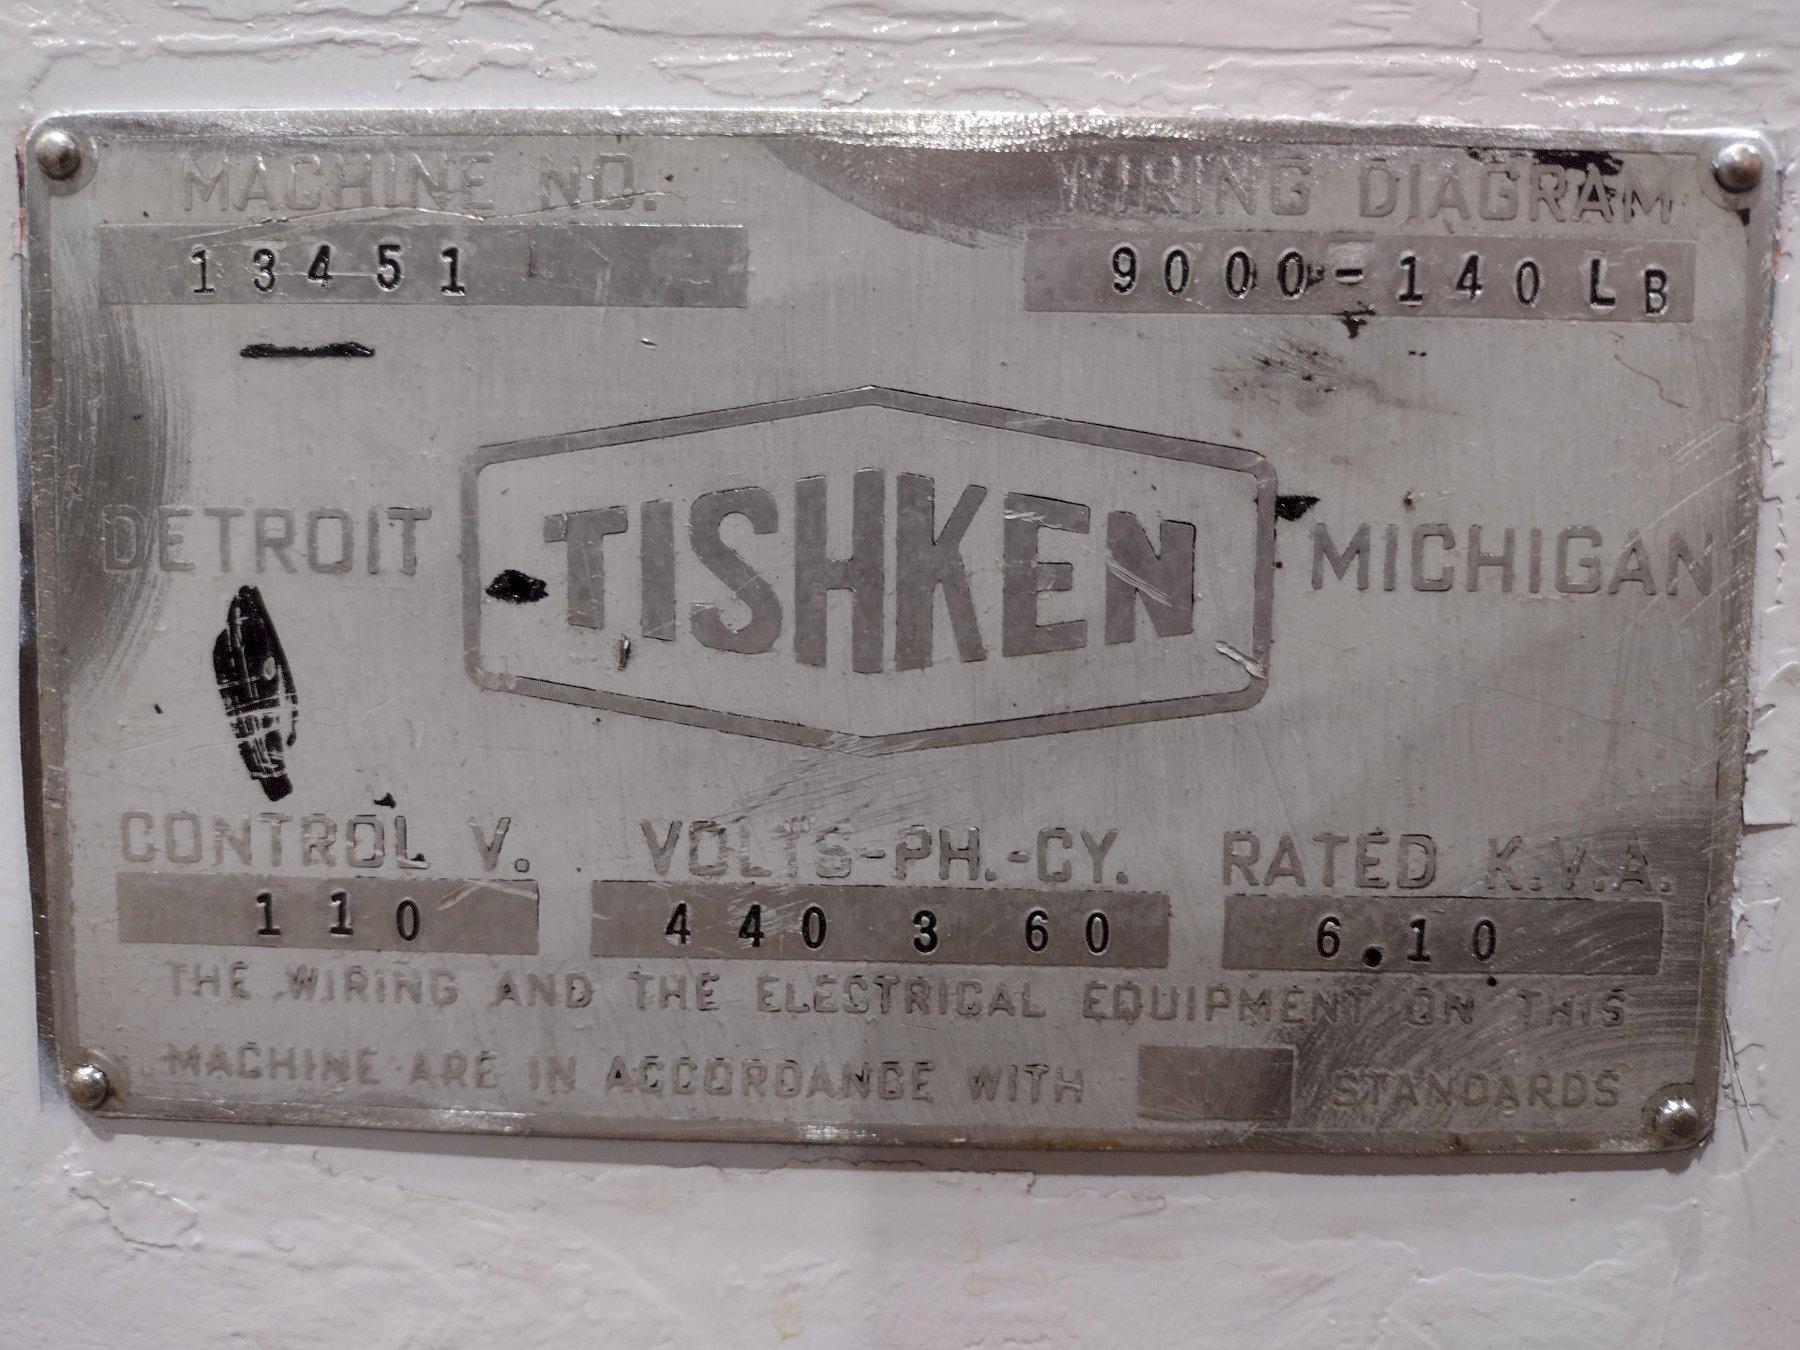 MACHINE NO. WIRING DIAGRAM
13451 9000-140LB
DETROIT TISHKEN MICHIGAN
CONTROL V. VOLTS-PH.-CY. RATED K.V.A.
110 440 3 60 6.10
THE WIRING AND THE ELECTRICAL EQUIPMENT ON THIS
MACHINE ARE IN ACCORDANCE WITH STANDARDS